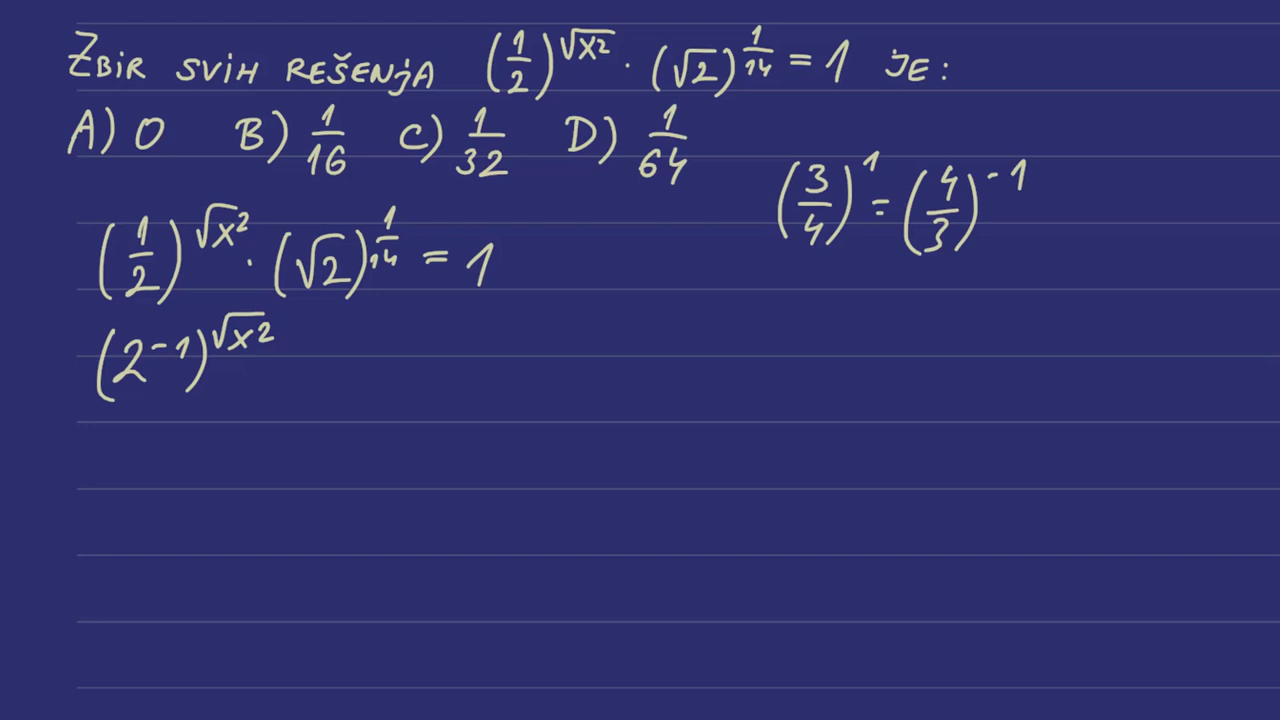 ZBIR SVIH REŠENJA (1/2)^√x² · (√2)^1/14 = 1 JE:
A) 0 B) 1/16 C) 1/32 D) 1/64
(3/4)^1 = (4/3)^-1
(1/2)^√x² · (√2)^1/14 = 1
(2^-1)^√x²